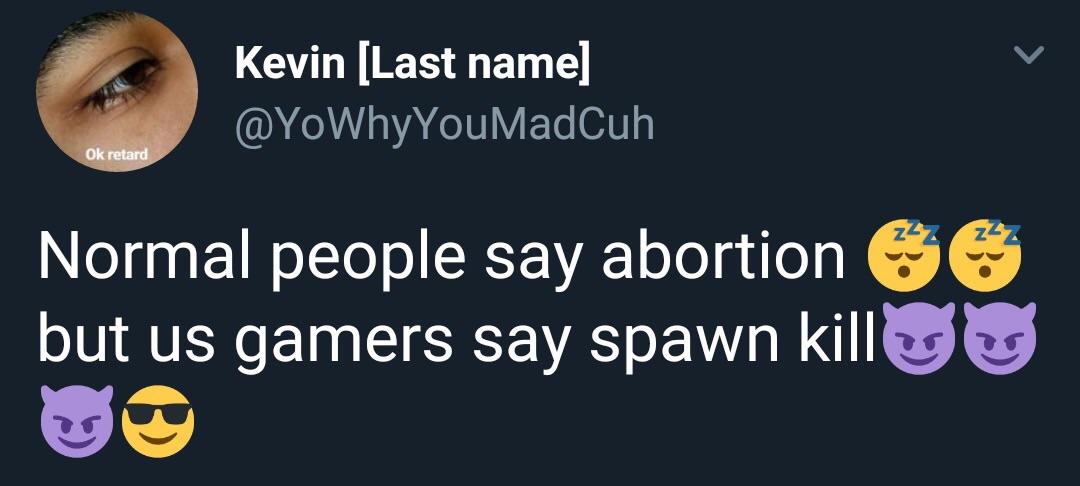 Ok retard
Kevin [Last name]
@YoWhyYouMadCuh
Normal people say abortion 😴😴
but us gamers say spawn kill😈😈
😈😎